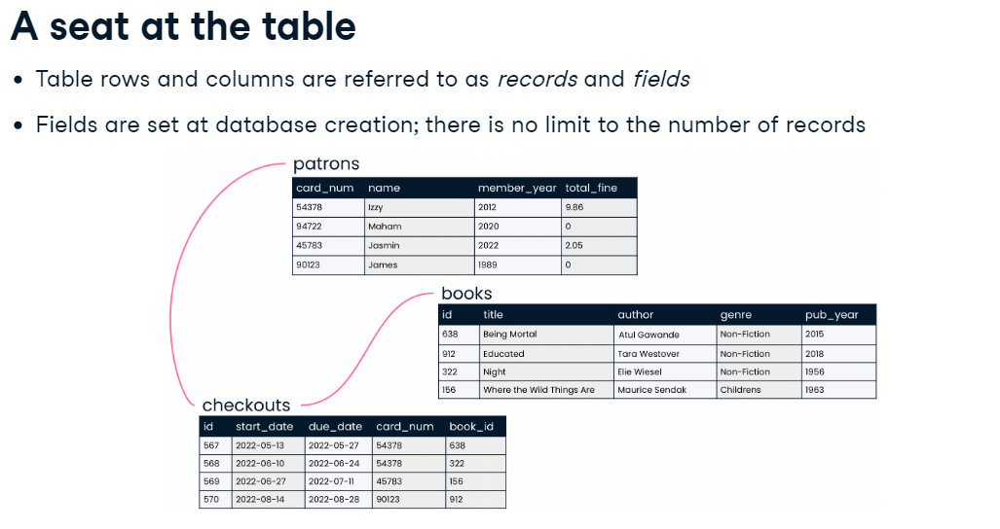 A seat at the table
• Table rows and columns are referred to as records and fields
• Fields are set at database creation; there is no limit to the number of records
patrons
card_num name member_year total_fine
54378 Izzy 2012 9.86
94722 Maham 2020 0
45783 Jasmin 2022 2.05
90123 James 1989 0
books
id title author genre pub_year
638 Being Mortal Atul Gawande Non-Fiction 2015
912 Educated Tara Westover Non-Fiction 2018
322 Night Elie Wiesel Non-Fiction 1956
156 Where the Wild Things Are Maurice Sendak Childrens 1963
checkouts
id start_date due_date card_num book_id
567 2022-05-13 2022-05-27 54378 638
568 2022-06-10 2022-06-24 54378 322
569 2022-06-27 2022-07-11 45783 156
570 2022-08-14 2022-08-28 90123 912